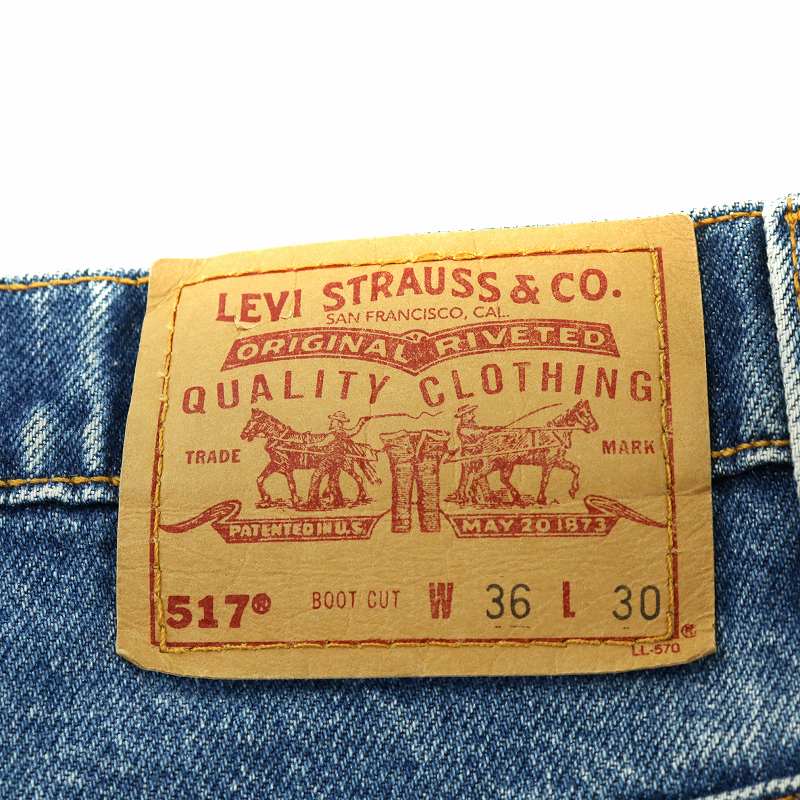 LEVI STRAUSS & CO.
SAN FRANCISCO, CAL.
ORIGINAL RIVETED
QUALITY CLOTHING
TRADE MARK
PATENTED IN U.S. MAY 20 1873
517® BOOT CUT W 36 L 30
®
LL-570